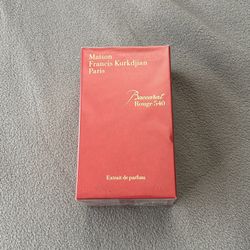 Maison
Francis Kurkdjian
Paris
Baccarat
Rouge 540
Extrait de parfum